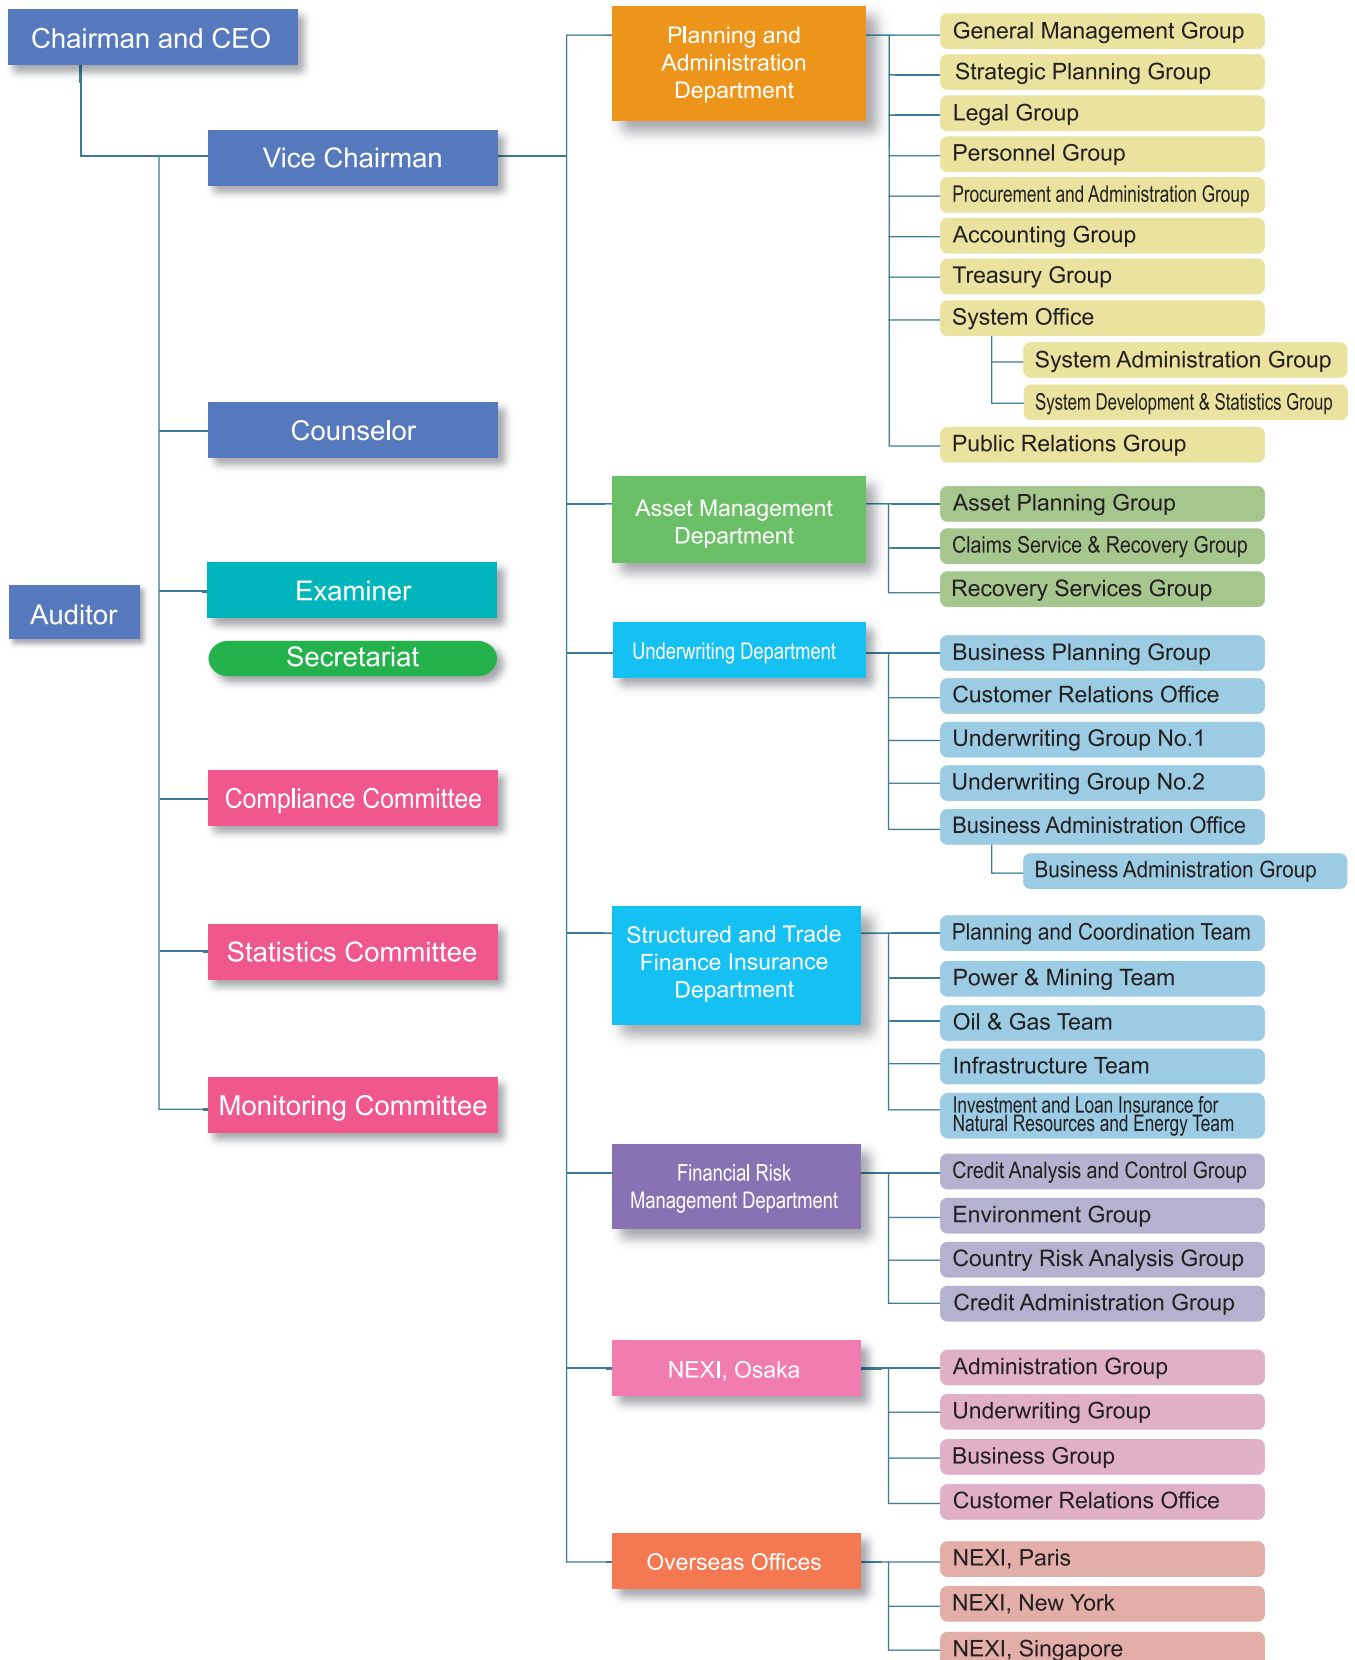 Chairman and CEO
Vice Chairman
Counselor
Auditor
Examiner
Secretariat
Compliance Committee
Statistics Committee
Monitoring Committee
Planning and
Administration
Department
General Management Group
Strategic Planning Group
Legal Group
Personnel Group
Procurement and Administration Group
Accounting Group
Treasury Group
System Office
System Administration Group
System Development & Statistics Group
Public Relations Group
Asset Management
Department
Asset Planning Group
Claims Service & Recovery Group
Recovery Services Group
Underwriting Department
Business Planning Group
Customer Relations Office
Underwriting Group No.1
Underwriting Group No.2
Business Administration Office
Business Administration Group
Structured and Trade
Finance Insurance
Department
Planning and Coordination Team
Power & Mining Team
Oil & Gas Team
Infrastructure Team
Investment and Loan Insurance for
Natural Resources and Energy Team
Financial Risk
Management Department
Credit Analysis and Control Group
Environment Group
Country Risk Analysis Group
Credit Administration Group
NEXI, Osaka
Administration Group
Underwriting Group
Business Group
Customer Relations Office
Overseas Offices
NEXI, Paris
NEXI, New York
NEXI, Singapore